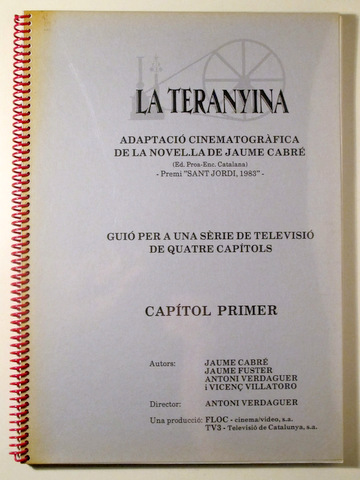 LA TERANYINA
ADAPTACIÓ CINEMATOGRÀFICA
DE LA NOVEL.LA DE JAUME CABRÉ
(Ed. Proa-Enc. Catalana)
- Premi "SANT JORDI, 1983" -
GUIÓ PER A UNA SÈRIE DE TELEVISIÓ
DE QUATRE CAPÍTOLS
CAPÍTOL PRIMER
Autors: JAUME CABRÉ
JAUME FUSTER
ANTONI VERDAGUER
i VICENÇ VILLATORO
Director: ANTONI VERDAGUER
Una producció: FLOC - cinema/vídeo, s.a.
TV3 - Televisió de Catalunya, s.a.